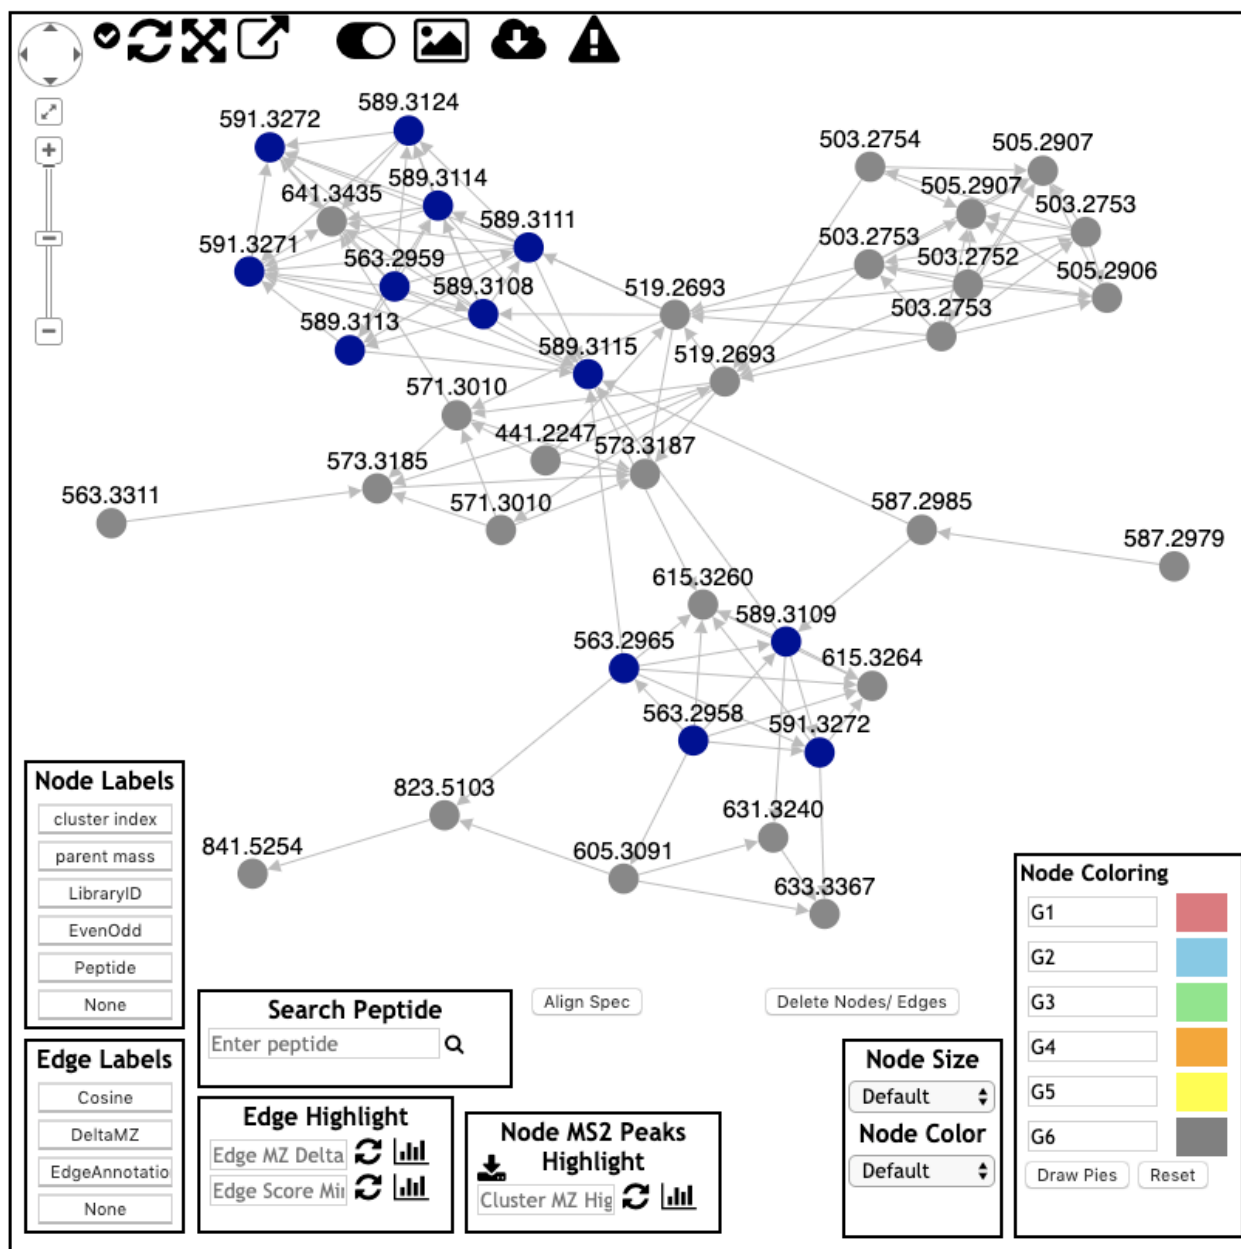 589.3124
591.3272
503.2754
505.2907
589.3114
641.3435
505.2907
503.2753
589.3111
591.3271
563.2959
503.2753
503.2752
505.2906
589.3108
519.2693
503.2753
589.3113
589.3115
519.2693
571.3010
441.2247
573.3187
573.3185
563.3311
571.3010
587.2985
587.2979
615.3260
589.3109
563.2965
615.3264
563.2958
591.3272
823.5103
631.3240
841.5254
605.3091
633.3367
Node Labels
cluster index
parent mass
LibraryID
EvenOdd
Peptide
None
Edge Labels
Cosine
DeltaMZ
EdgeAnnotatio
None
Search Peptide
Enter peptide
Align Spec
Delete Nodes/ Edges
Edge Highlight
Edge MZ Delta
Edge Score Mi
Node MS2 Peaks
Highlight
Cluster MZ Hig
Node Size
Default
Node Color
Default
Node Coloring
G1
G2
G3
G4
G5
G6
Draw Pies
Reset